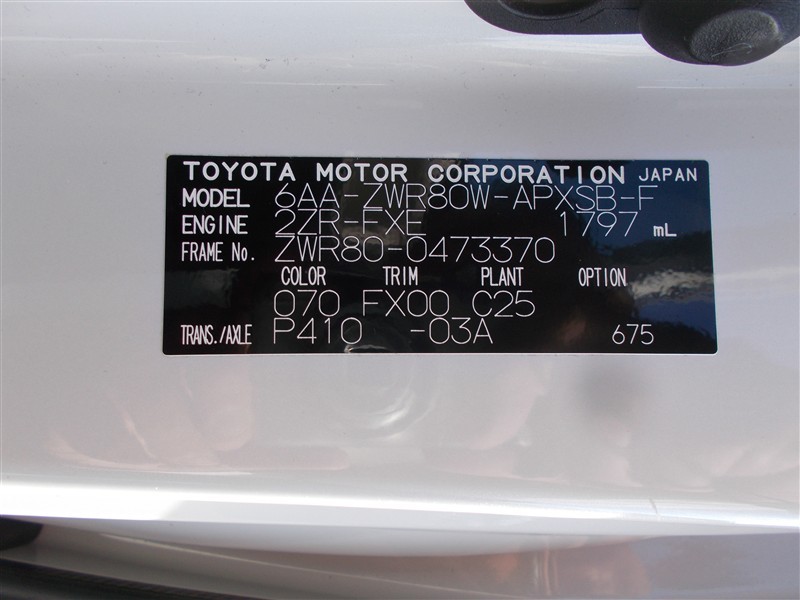 TOYOTA MOTOR CORPORATION JAPAN
MODEL 6AA-ZWR80W-APXSB-F
ENGINE 2ZR-FXE 1797 mL
FRAME No. ZWR80-0473370
COLOR TRIM PLANT OPTION
070 FX00 C25
TRANS./AXLE P410 -03A 675